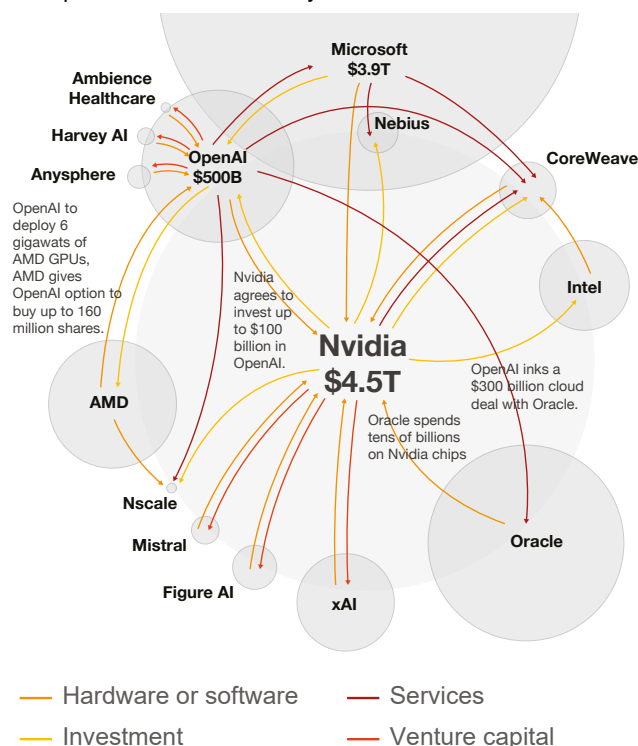 Microsoft
$3.9T
Ambience
Healthcare
Harvey AI
Anysphere
OpenAI
$500B
Nebius
CoreWeave
OpenAI to
deploy 6
gigawats of
AMD GPUs,
AMD gives
OpenAI option to
buy up to 160
million shares.
Nvidia
agrees to
invest up
to $100
billion in
OpenAI.
Intel
Nvidia
$4.5T
OpenAI inks a
$300 billion cloud
deal with Oracle.
AMD
Oracle spends
tens of billions
on Nvidia chips
Nscale
Mistral
Figure AI
xAI
Oracle
Hardware or software
Services
Investment
Venture capital